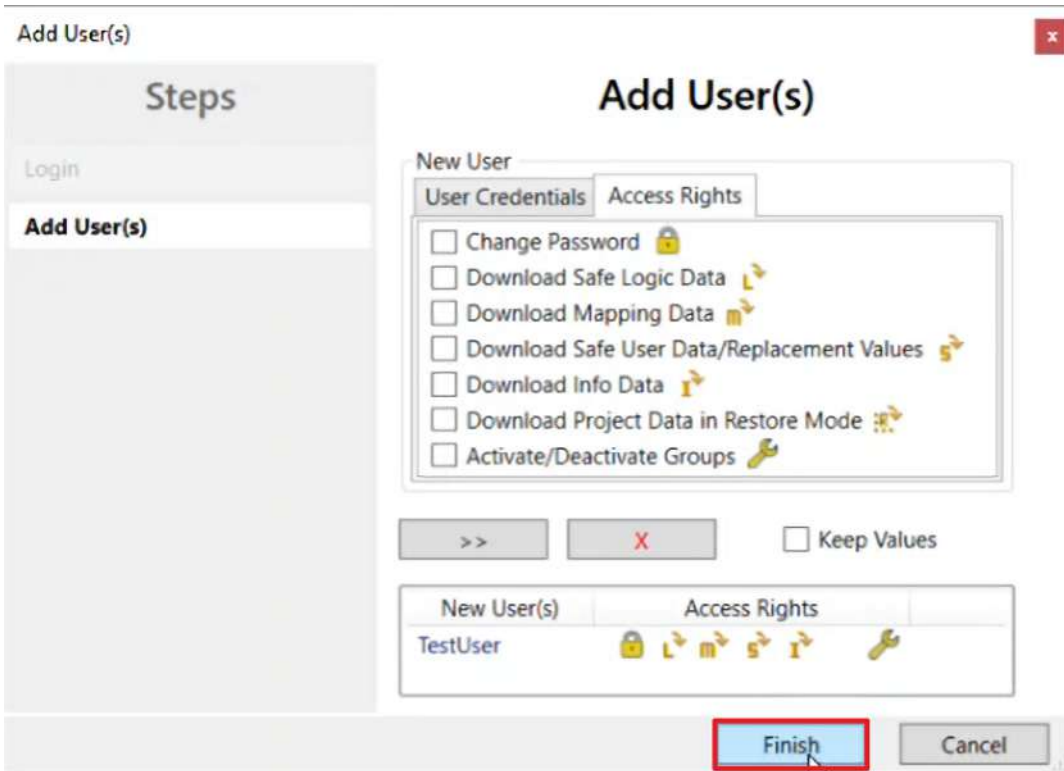 Add User(s)
x
Steps
Add User(s)
Login
Add User(s)
New User
User Credentials Access Rights
Change Password
Download Safe Logic Data L
Download Mapping Data m
Download Safe User Data/Replacement Values s
Download Info Data I
Download Project Data in Restore Mode R
Activate/Deactivate Groups
>> X Keep Values
New User(s) Access Rights
TestUser L m s I
Finish Cancel